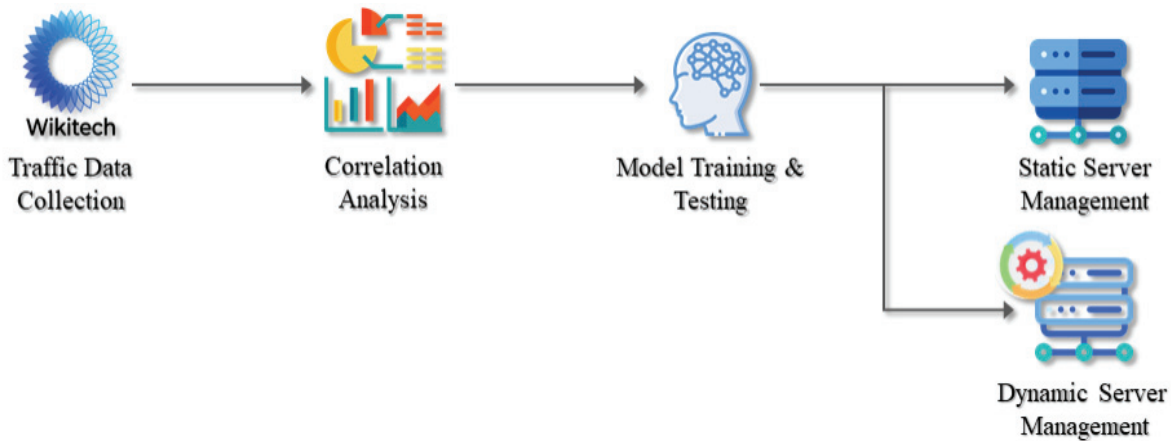 Wikitech
Traffic Data
Collection
Correlation
Analysis
Model Training &
Testing
Static Server
Management
Dynamic Server
Management